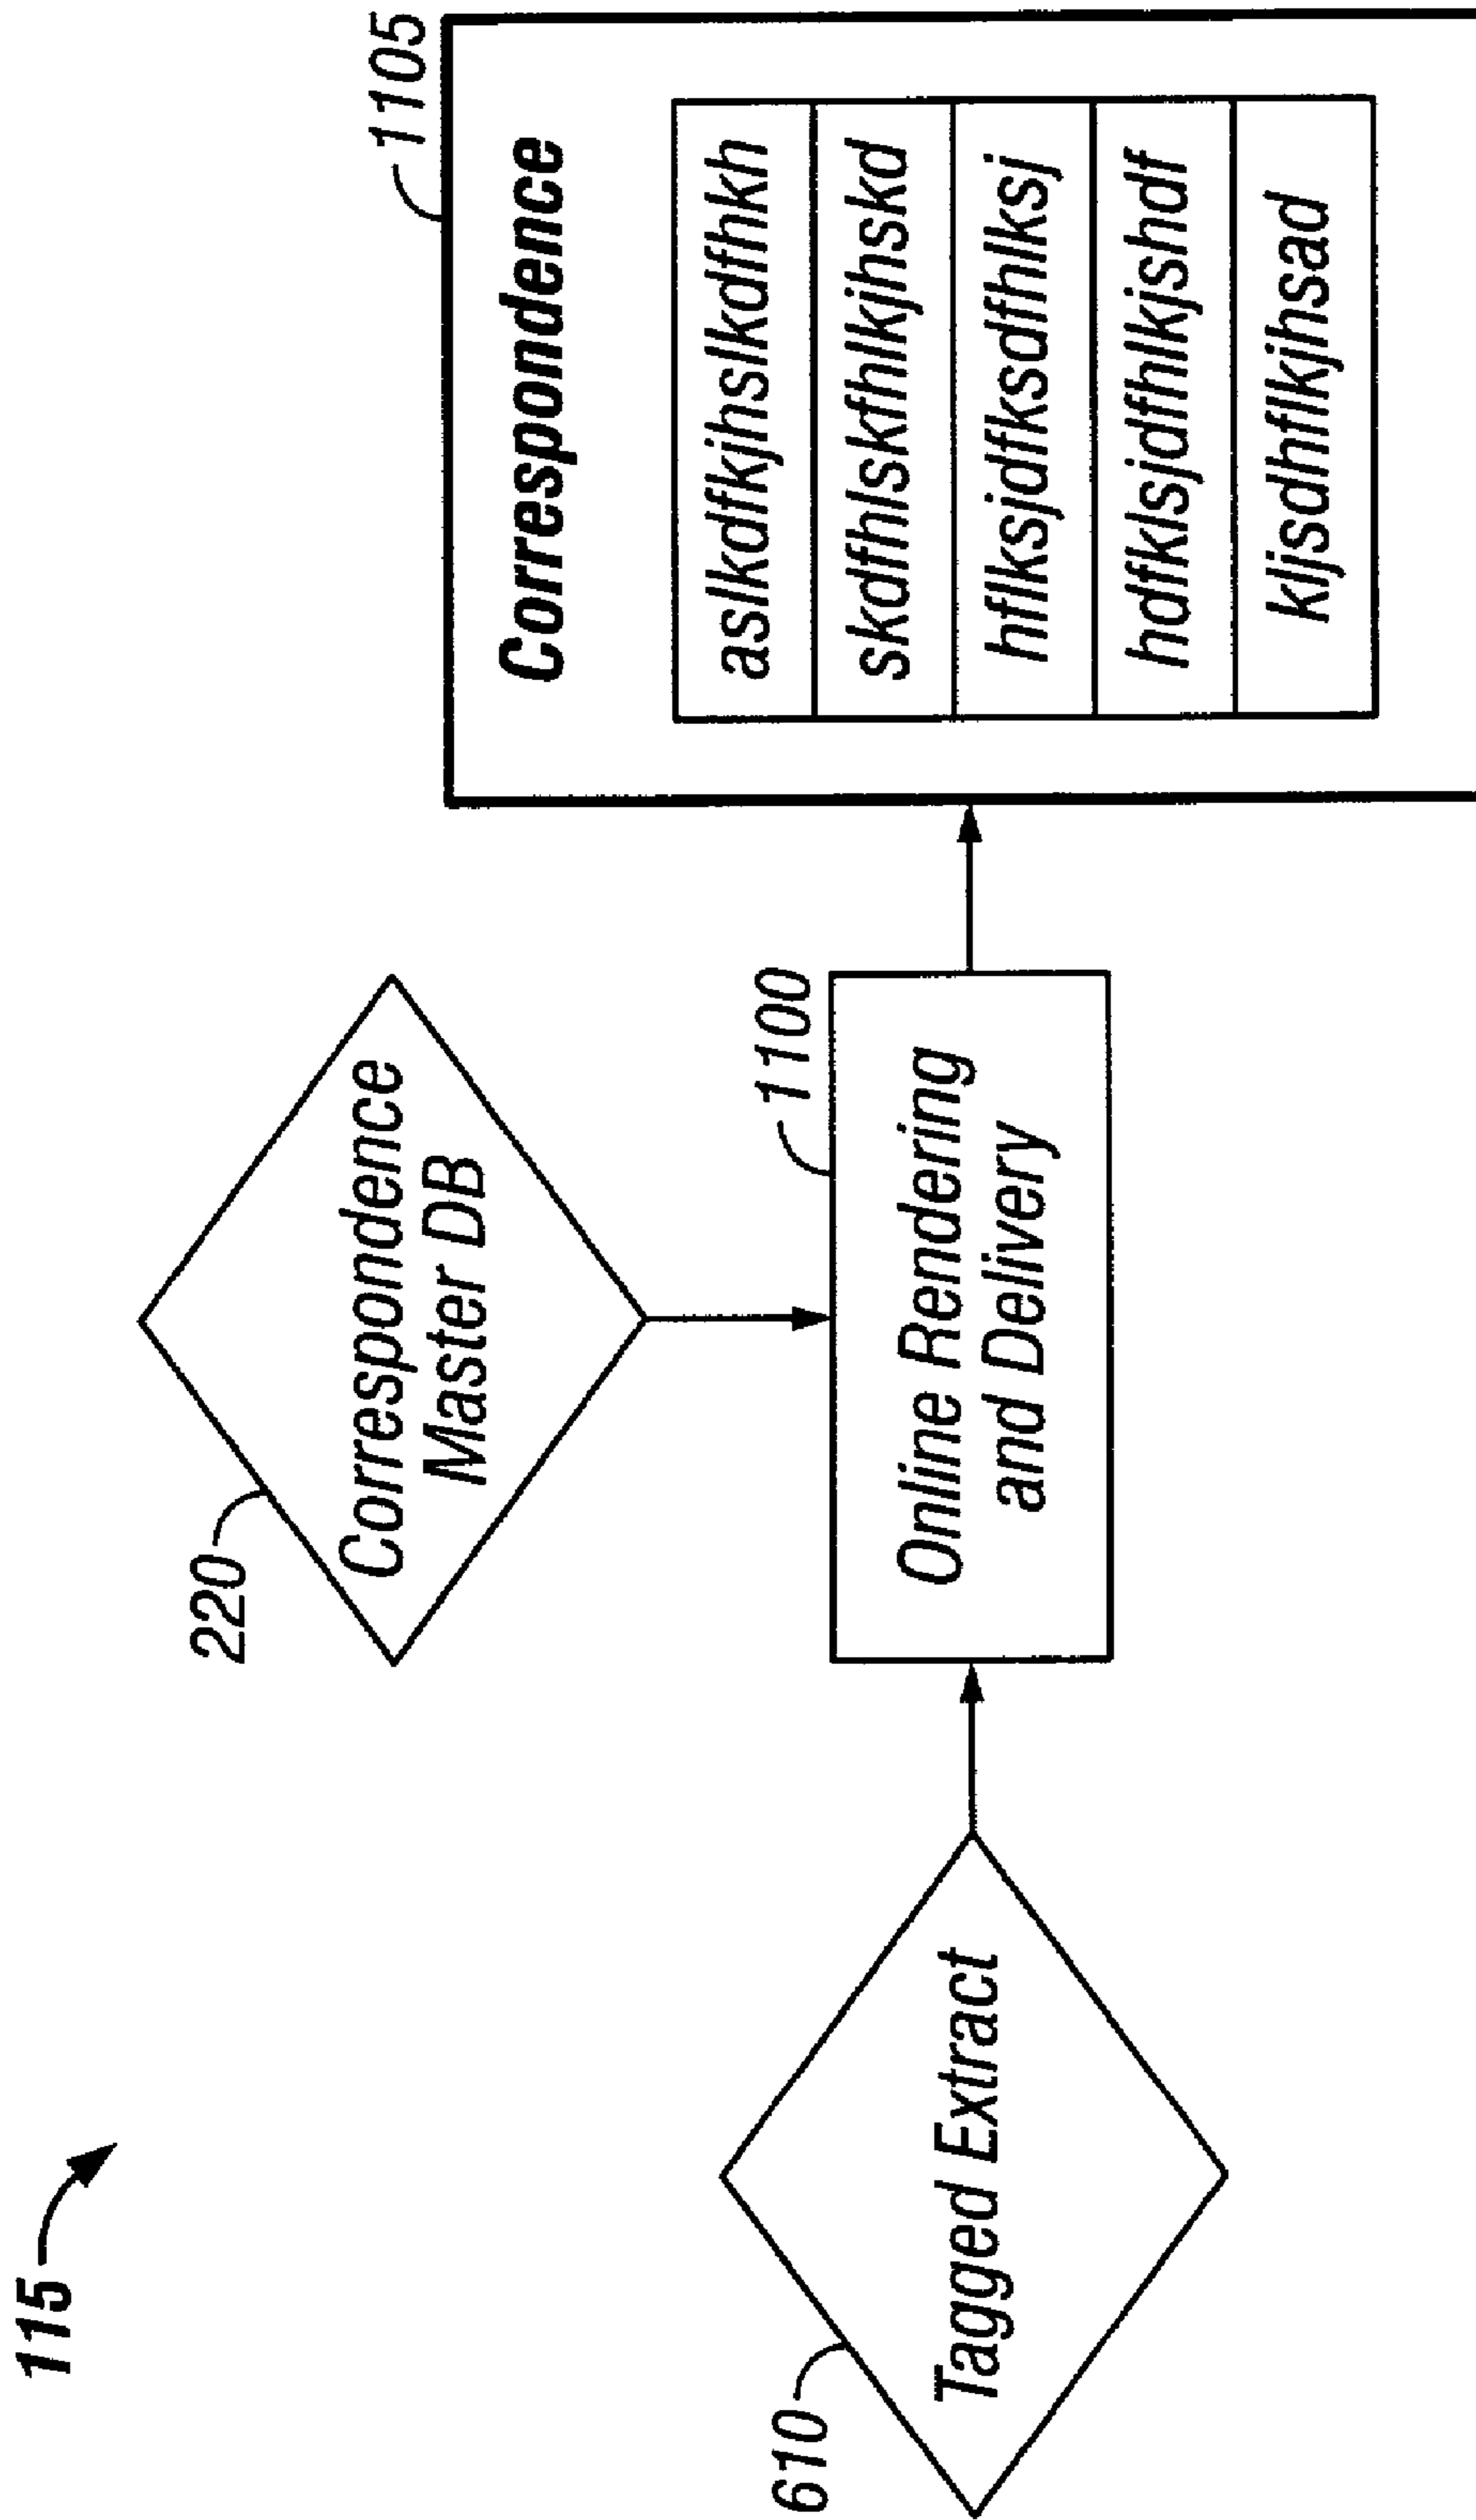 115
220
Correspondence
Master DB
610
Tagged Extract
1100
Online Rendering
and Delivery
1105
Correspondence
aslkdfkjhslkdfhkh
skdfhlskdfhlkjhskd
hflksjdfksdfhlksj
hdfklsjdfhlkjshdf
kljsdhflkjhsad